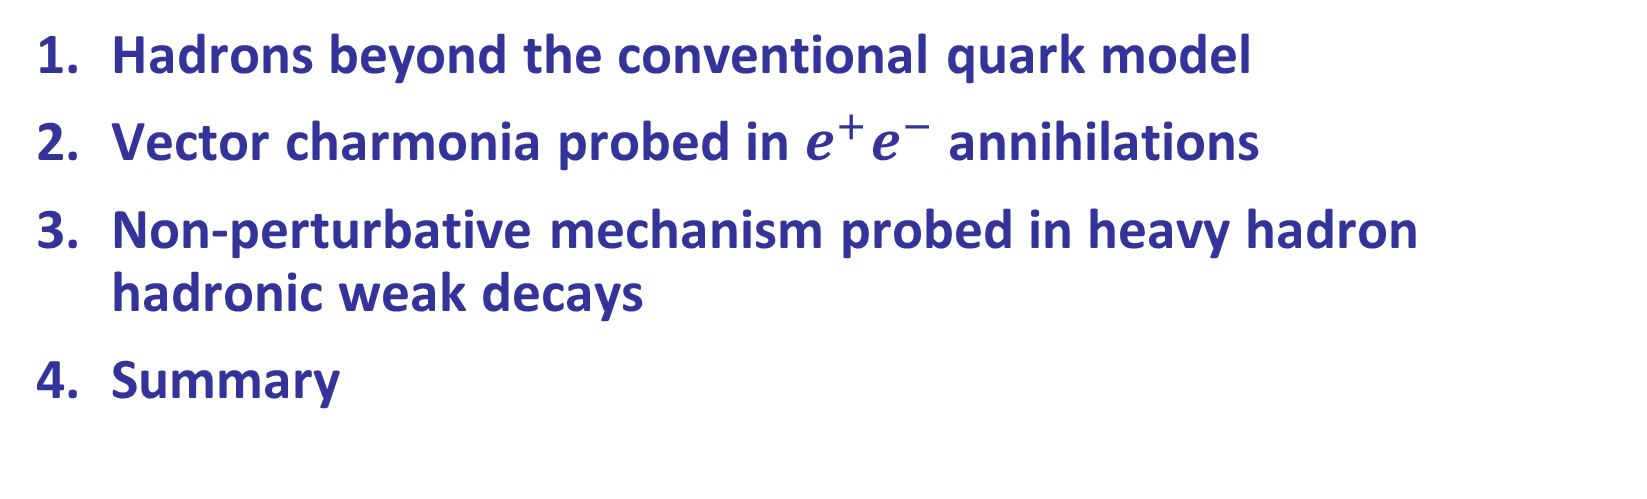 1. Hadrons beyond the conventional quark model
2. Vector charmonia probed in e⁺e⁻ annihilations
3. Non-perturbative mechanism probed in heavy hadron
hadronic weak decays
4. Summary